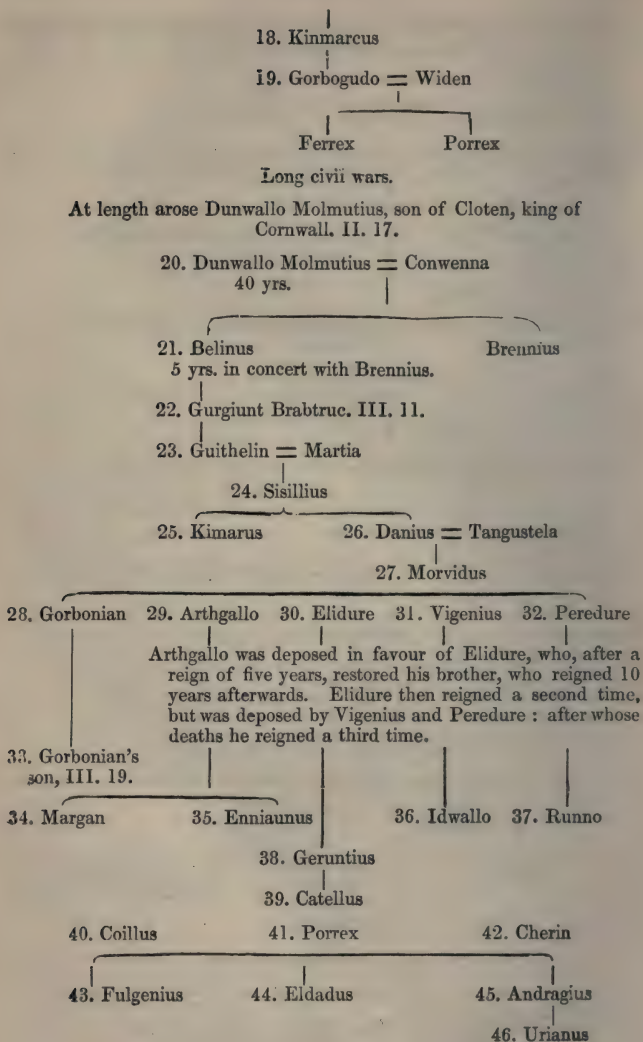 18. Kinmarcus
19. Gorbogudo = Widen
Ferrex Porrex
Long civil wars.
At length arose Dunwallo Molmutius, son of Cloten, king of
Cornwall. II. 17.
20. Dunwallo Molmutius = Conwenna
40 yrs.
21. Belinus Brennius
5 yrs. in concert with Brennius.
22. Gurgiunt Brabtruc. III. 11.
23. Guithelin = Martia
24. Sisillius
25. Kimarus 26. Danius = Tangustela
27. Morvidus
28. Gorbonian 29. Arthgallo 30. Elidure 31. Vigenius 32. Peredure
Arthgallo was deposed in favour of Elidure, who, after a
reign of five years, restored his brother, who reigned 10
years afterwards. Elidure then reigned a second time,
but was deposed by Vigenius and Peredure : after whose
deaths he reigned a third time.
33. Gorbonian's
son, III. 19.
34. Margan 35. Enniaunus 36. Idwallo 37. Runno
38. Geruntius
39. Catellus
40. Coillus 41. Porrex 42. Cherin
43. Fulgenius 44. Eldadus 45. Andragius
46. Urianus